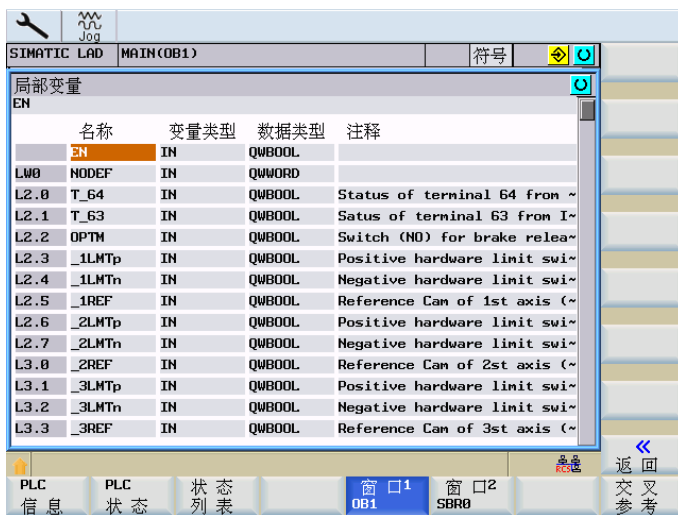 Jog
SIMATIC LAD MAIN(OB1) 符号
局部变量
EN
名称 变量类型 数据类型 注释
EN IN QWBOOL
LW0 NODEF IN QWWORD
L2.0 T_64 IN QWBOOL Status of terminal 64 from ~
L2.1 T_63 IN QWBOOL Satus of terminal 63 from I~
L2.2 OPTM IN QWBOOL Switch (NO) for brake relea~
L2.3 _1LMTp IN QWBOOL Positive hardware limit swi~
L2.4 _1LMTn IN QWBOOL Negative hardware limit swi~
L2.5 _1REF IN QWBOOL Reference Cam of 1st axis (~
L2.6 _2LMTp IN QWBOOL Positive hardware limit swi~
L2.7 _2LMTn IN QWBOOL Negative hardware limit swi~
L3.0 _2REF IN QWBOOL Reference Cam of 2st axis (~
L3.1 _3LMTp IN QWBOOL Positive hardware limit swi~
L3.2 _3LMTn IN QWBOOL Negative hardware limit swi~
L3.3 _3REF IN QWBOOL Reference Cam of 3st axis (~
RCS
返回
PLC 信息
PLC 状态
状态列表
窗口1 OB1
窗口2 SBR0
交叉参考